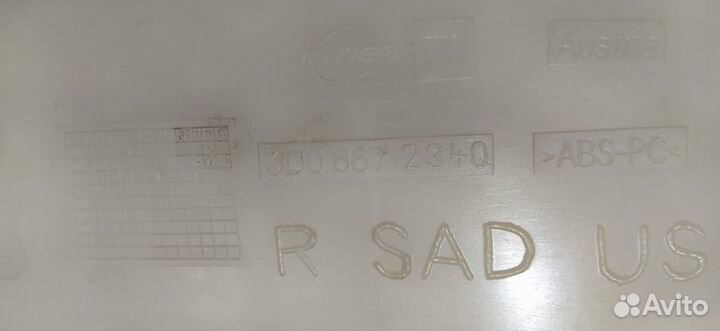 Austria
3D0 867 234Q
>ABS-PC<
R SAD US
Avito